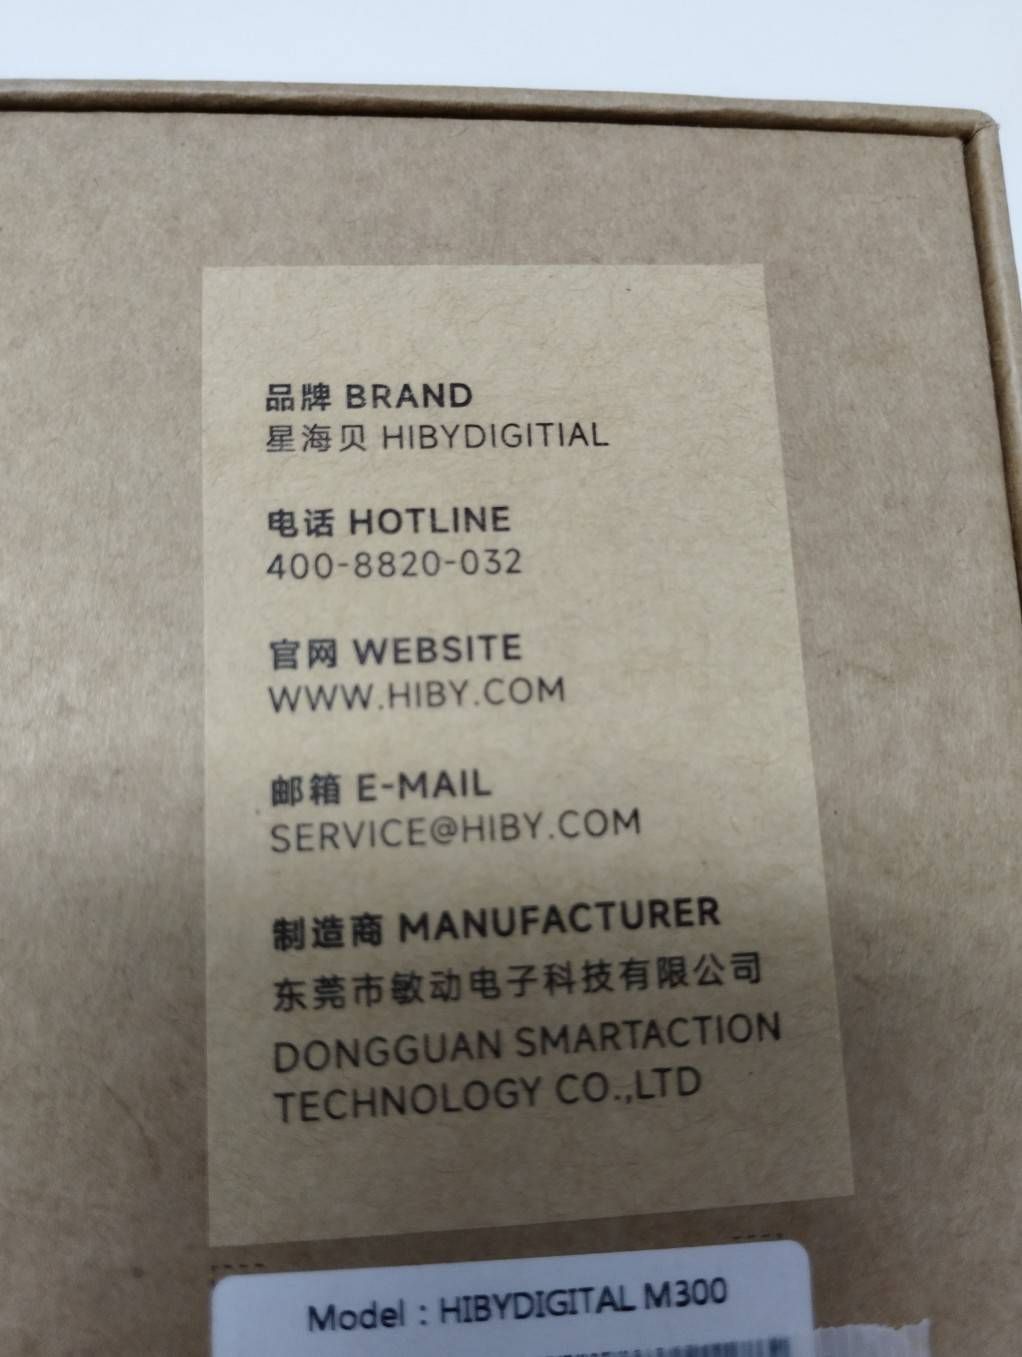 品牌 BRAND
星海贝 HIBYDIGITIAL
电话 HOTLINE
400-8820-032
官网 WEBSITE
WWW.HIBY.COM
邮箱 E-MAIL
SERVICE@HIBY.COM
制造商 MANUFACTURER
东莞市敏动电子科技有限公司
DONGGUAN SMARTACTION
TECHNOLOGY CO.,LTD
Model : HIBYDIGITAL M300